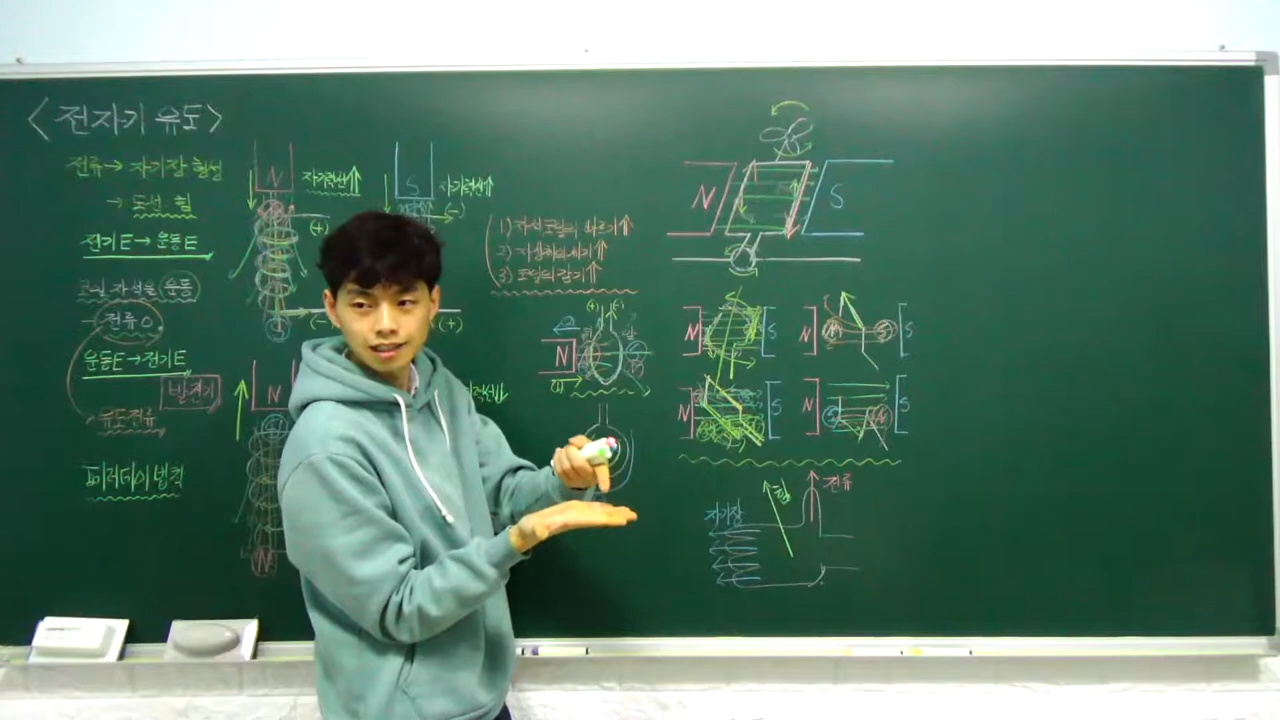 <전자기 유도>
전류→ 자기장 형성
→ 도선 힘
전기E→운동E
코일 자석을 운동
전류 O
운동E→전기E
발전기
유도전류
패러데이 법칙
N
자기력선↑
(+)
(-)
N
N
S
자기력선↑
(-)
(+)
1) 자석 코일의 빠르기↑
2) 자석의 세기↑
3) 코일의 감기↑
(+) (-)
N
N S
N S
N S
N S
N S
자기장
힘
전류